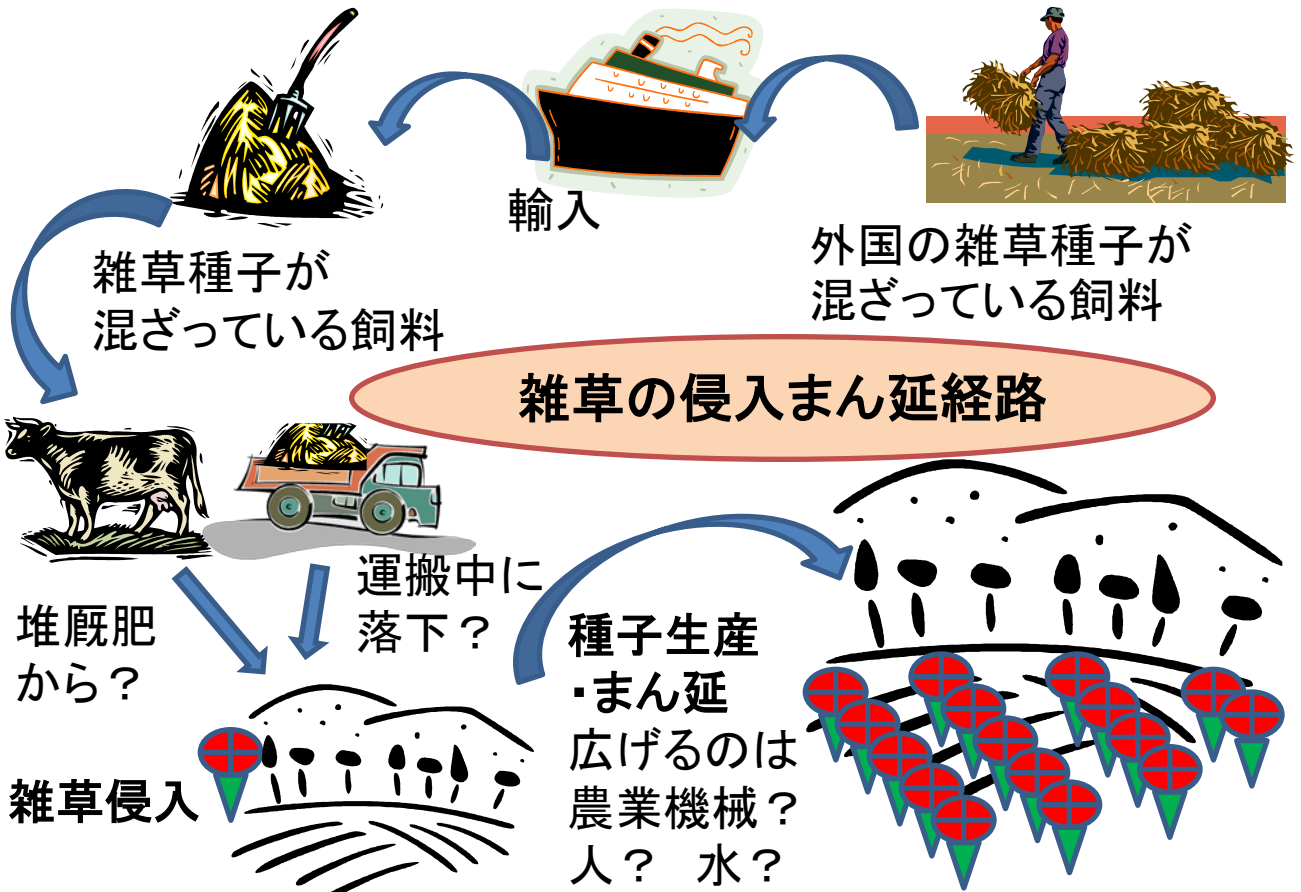 外国の雑草種子が
混ざっている飼料
輸入
雑草種子が
混ざっている飼料
雑草の侵入まん延経路
堆厩肥
から？
運搬中に
落下？
雑草侵入
種子生産
・まん延
広げるのは
農業機械？
人？　水？